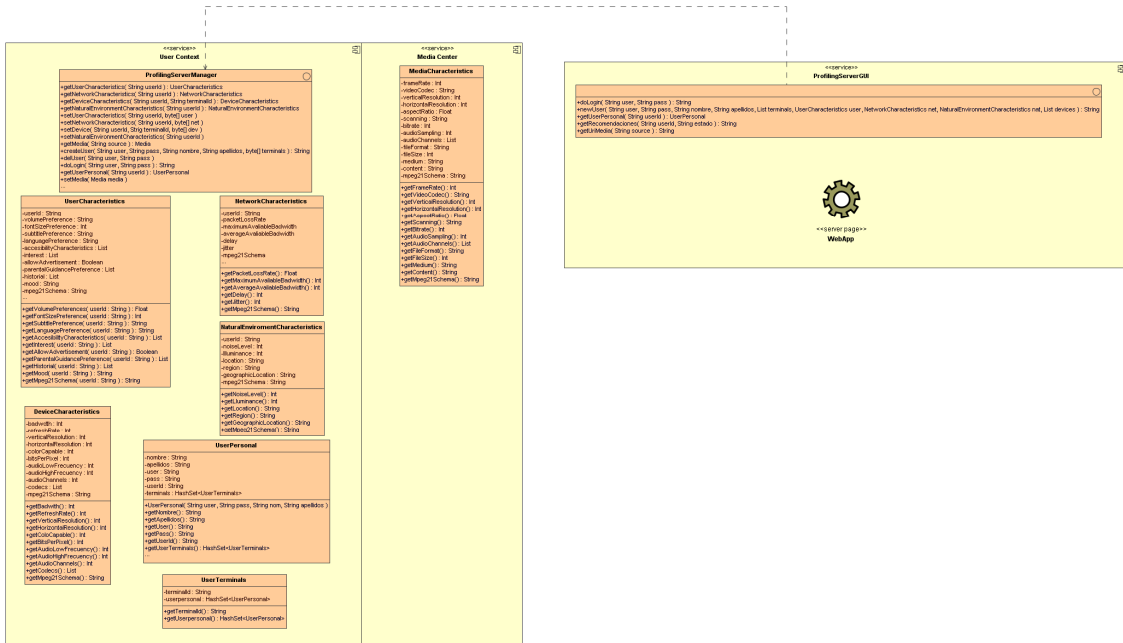 <<service>>
User Context
ProfilingServerManager
+getUserCharacteristics( String userId ) : UserCharacteristics
+getNetworkCharacteristics( String userId ) : NetworkCharacteristics
+getDeviceCharacteristics( String userId, String terminalId ) : DeviceCharacteristics
+getNaturalEnvironmentCharacteristics( String userId ) : NaturalEnvironmentCharacteristics
+setUserCharacteristics( String userId, byte[] user )
+setNetworkCharacteristics( String userId, byte[] net )
+setDevice( String userId, Strig terminalId, byte[] dev )
+setNaturalEnvironmentCharacteristics( String userId )
+getMedia( String source ) : Media
+createUser( String user, String pass, String nombre, String apellidos, byte[] terminals ) : String
+delUser( String user, String pass )
+doLogin( String user, String pass ) : String
+getUserPersonal( String userId ) : UserPersonal
+setMedia( Media media )
...
UserCharacteristics
-userId : String
-volumePreference : String
-fontSizePreference : Int
-subtitlePreference : String
-languagePreference : String
-accesibilityCharacteristics : List
-interest : List
-allowAdvertisement : Boolean
-parentalGuidancePreference : List
-historial : List
-mood : String
-mpeg21Schema : String
...
+getVolumePreferences( userId : String ) : Float
+getFontSizePreference( userId : String ) : Int
+getSubtitlePreference( userId : String ) : String
+getLanguagePreference( userId : String ) : String
+getAccesibilityCharacteristics( userId : String ) : List
+getInterest( userId : String ) : List
+getAllowAdvertisement( userId : String ) : Boolean
+getParentalGuidancePreference( userId : String ) : List
+getHistorial( userId : String ) : List
+getMood( userId : String ) : String
+getMpeg21Schema( userId : String ) : String
NetworkCharacteristics
-userId : String
-packetLossRate
-maximumAvaliableBadwidth
-averageAvaliableBadwidth
-delay
-jitter
-mpeg21Schema
...
+getPacketLossRate() : Float
+getMaximumAvailableBadwidth() : Int
+getAverageAvailableBadwidth() : Int
+getDelay() : Int
+getJitter() : Int
+getMpeg21Schema() : String
NaturalEnviromentCharacteristics
-userId : String
-noiseLevel : Int
-illuminance : Int
-location : String
-region : String
-geographicLocation : String
-mpeg21Schema : String
+getNoiseLevel() : Int
+getLluminance() : Int
+getLocation() : String
+getRegion() : String
+getGeographicLocation() : String
+getMpeg21Schema() : String
DeviceCharacteristics
-badwidth : Int
-refreshRate : Int
-verticalResolution : Int
-horizontalResolution : Int
-colorCapable : Int
-bitsPerPixel : Int
-audioLowFrecuency : Int
-audioHighFrecuency : Int
-audioChannels : Int
-codecs : List
-mpeg21Schema : String
+getBadwith() : Int
+getRefreshRate() : Int
+getVerticalResolution() : Int
+getHorizontalResolution() : Int
+getColoCapable() : Int
+getBitsPerPixel() : Int
+getAudioLowFrecuency() : Int
+getAudioHighFrecuency() : Int
+getAudioChannels() : Int
+getCodecs() : List
+getMpeg21Schema() : String
UserPersonal
-nombre : String
-apellidos : String
-user : String
-pass : String
-userId : String
-terminals : HashSet<UserTerminals>
+UserPersonal( String user, String pass, String nom, String apellidos )
+getNombre() : String
+getApellidos() : String
+getUser() : String
+getPass() : String
+getUserId() : String
+getUserTerminals() : HashSet<UserTerminals>
...
UserTerminals
-terminalId : String
-userpersonal : HashSet<UserPersonal>
+getTerminalId() : String
+getUserpersonal() : HashSet<UserPersonal>
<<service>>
Media Center
MediaCharacteristics
-frameRate : Int
-videoCodec : String
-verticalResolution : Int
-horizontalResolution : Int
-aspectRatio : Float
-scanning : String
-bitrate : Int
-audioSampling : Int
-audioChannels : List
-fileFormat : String
-fileSize : Int
-medium : String
-content : String
-mpeg21Schema : String
+getFrameRate() : Int
+getVideoCodec() : String
+getVerticalResolution() : Int
+getHorizontalResolution() : Int
+getAspectRatio() : Float
+getScanning() : String
+getBitrate() : Int
+getAudioSampling() : Int
+getAudioChannels() : List
+getFileFormat() : String
+getFileSize() : Int
+getMedium() : String
+getContent() : String
+getMpeg21Schema() : String
<<service>>
ProfilingServerGUI
+doLogin( String user, String pass ) : String
+newUser( String user, String pass, String nombre, String apellidos, List terminals, UserCharacteristics user, NetworkCharacteristics net, NaturalEnvironmentCharacteristics nat, List devices ) : String
+getUserPersonal( String userId ) : UserPersonal
+getRecomendaciones( String userId, String estado ) : String
+getUriMedia( String source ) : String
<<server page>>
WebApp